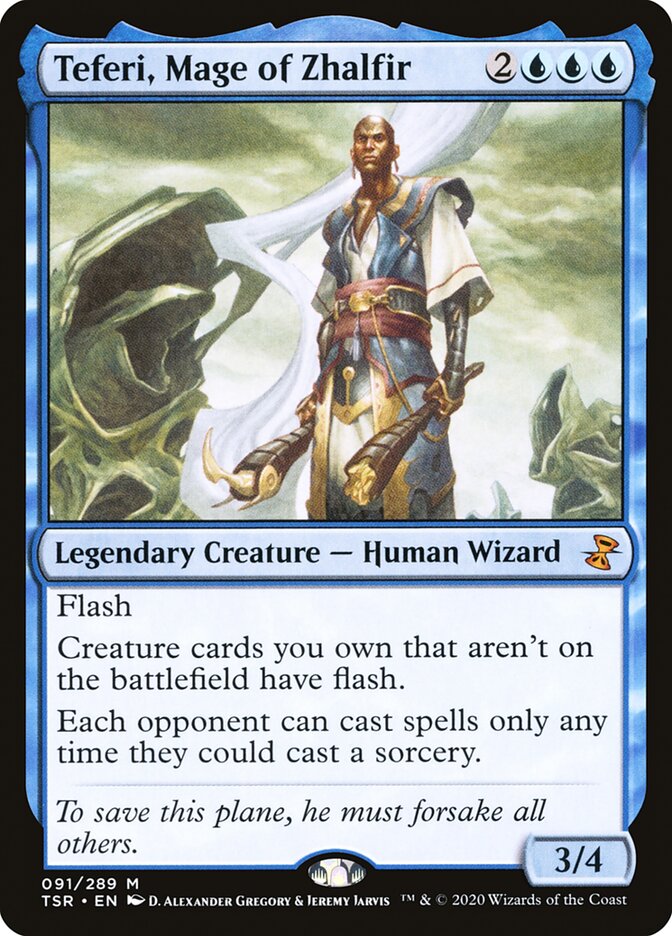 Teferi, Mage of Zhalfir 2
Legendary Creature — Human Wizard
Flash
Creature cards you own that aren't on
the battlefield have flash.
Each opponent can cast spells only any
time they could cast a sorcery.
To save this plane, he must forsake all
others.
3/4
091/289 M
TSR • EN D. Alexander Gregory & Jeremy Jarvis ™ & © 2020 Wizards of the Coast